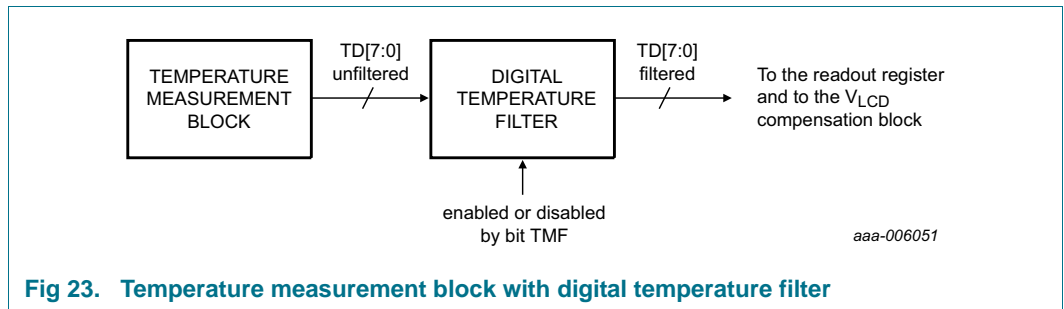 TEMPERATURE
MEASUREMENT
BLOCK
TD[7:0]
unfiltered
DIGITAL
TEMPERATURE
FILTER
TD[7:0]
filtered
To the readout register
and to the VLCD
compensation block
enabled or disabled
by bit TMF
aaa-006051
Fig 23. Temperature measurement block with digital temperature filter